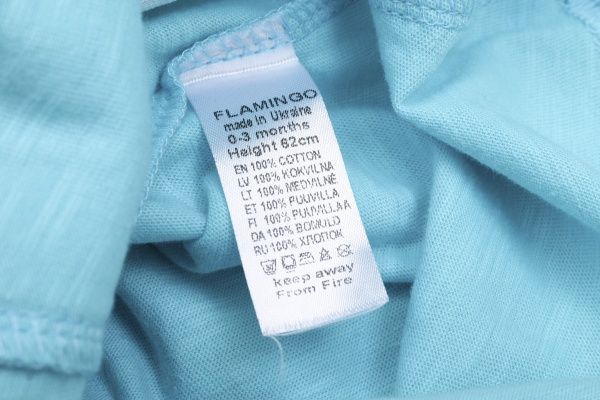 FLAMINGO
made in Ukraine
0-3 months
Height 62cm
EN 100% COTTON
LV 100% KOKVILNA
LT 100% MEDVILNĖ
ET 100% PUUVILLA
FI 100% PUUVILLAA
DA 100% BOMULD
RU 100% ХЛОПОК
keep away
From Fire